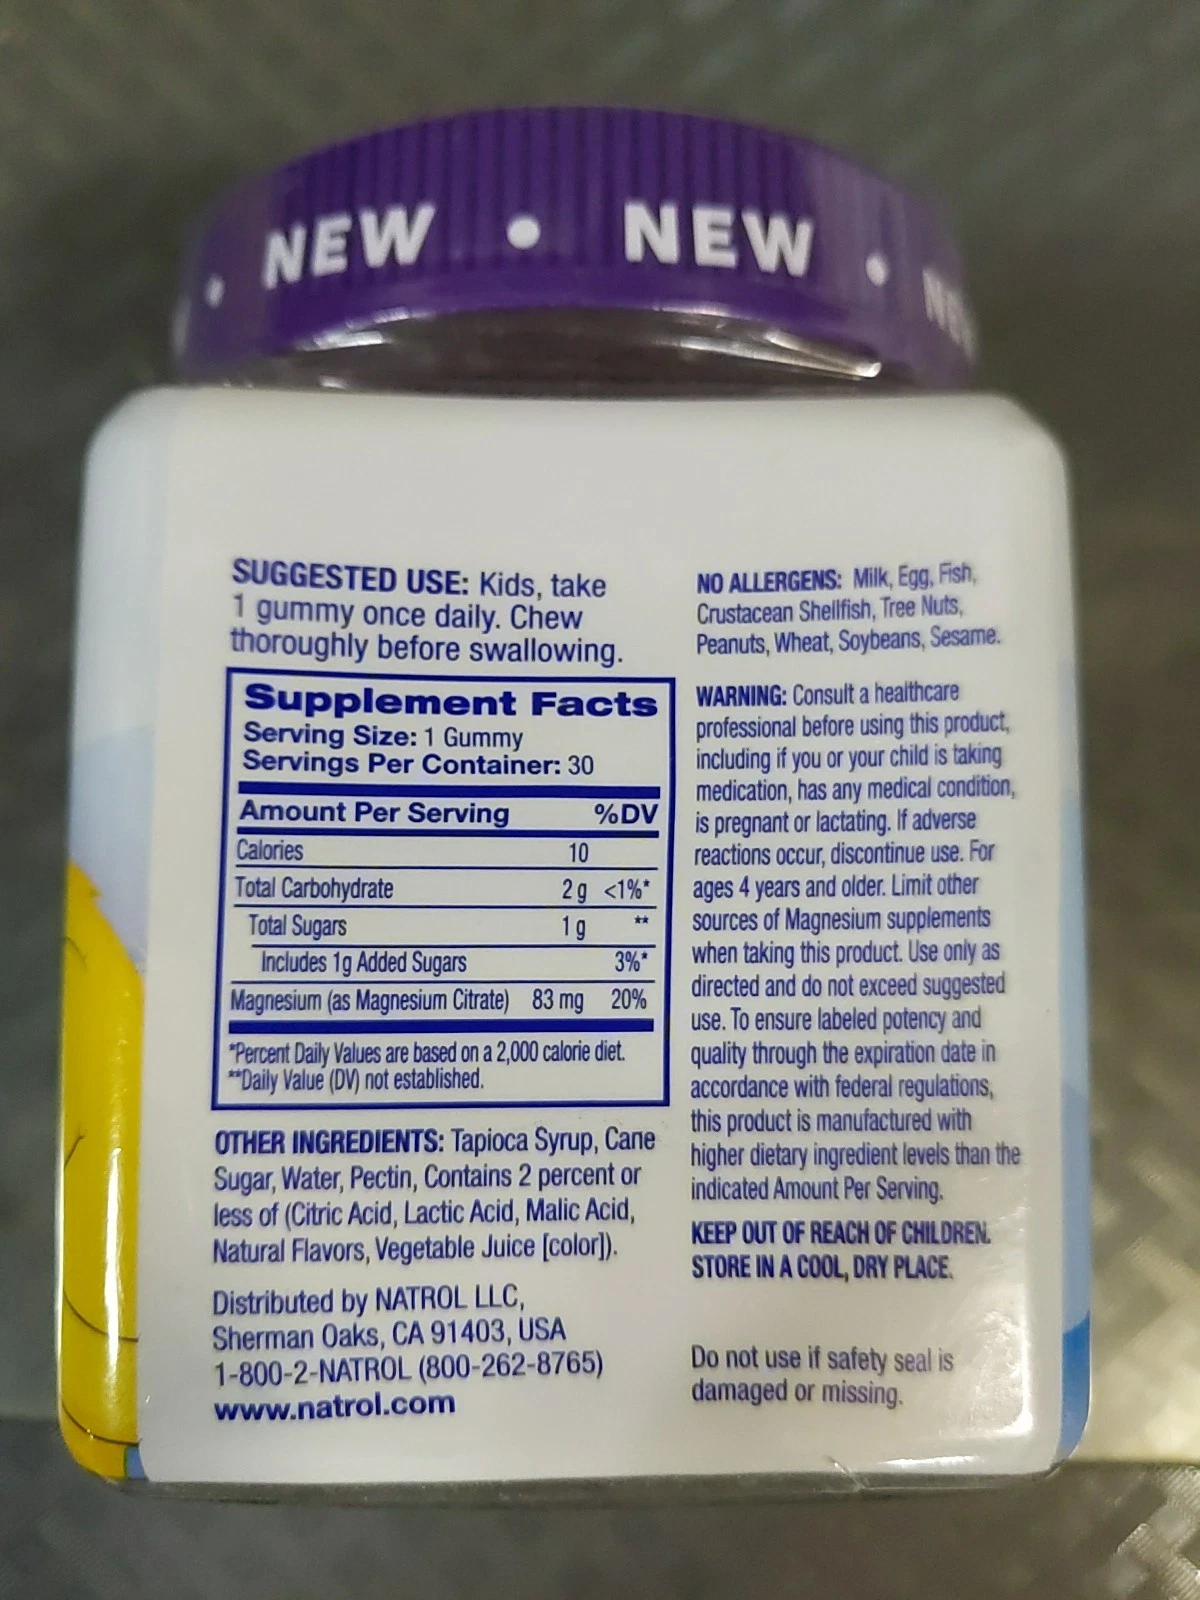 NEW • NEW •
SUGGESTED USE: Kids, take
1 gummy once daily. Chew
thoroughly before swallowing.
Supplement Facts
Serving Size: 1 Gummy
Servings Per Container: 30
Amount Per Serving %DV
Calories 10
Total Carbohydrate 2 g <1%*
Total Sugars 1 g **
Includes 1g Added Sugars 3%*
Magnesium (as Magnesium Citrate) 83 mg 20%
*Percent Daily Values are based on a 2,000 calorie diet.
**Daily Value (DV) not established.
OTHER INGREDIENTS: Tapioca Syrup, Cane
Sugar, Water, Pectin, Contains 2 percent or
less of (Citric Acid, Lactic Acid, Malic Acid,
Natural Flavors, Vegetable Juice [color]).
Distributed by NATROL LLC,
Sherman Oaks, CA 91403, USA
1-800-2-NATROL (800-262-8765)
www.natrol.com
NO ALLERGENS: Milk, Egg, Fish,
Crustacean Shellfish, Tree Nuts,
Peanuts, Wheat, Soybeans, Sesame.
WARNING: Consult a healthcare
professional before using this product,
including if you or your child is taking
medication, has any medical condition,
is pregnant or lactating. If adverse
reactions occur, discontinue use. For
ages 4 years and older. Limit other
sources of Magnesium supplements
when taking this product. Use only as
directed and do not exceed suggested
use. To ensure labeled potency and
quality through the expiration date in
accordance with federal regulations,
this product is manufactured with
higher dietary ingredient levels than the
indicated Amount Per Serving.
KEEP OUT OF REACH OF CHILDREN.
STORE IN A COOL, DRY PLACE.
Do not use if safety seal is
damaged or missing.